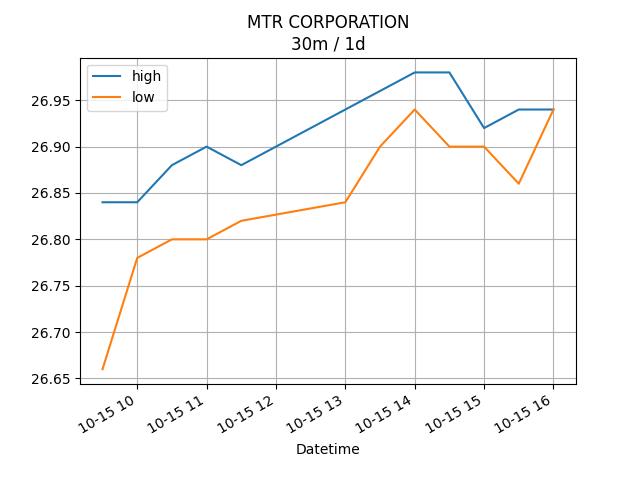 MTR CORPORATION
30m / 1d
high
low
26.95
26.90
26.85
26.80
26.75
26.70
26.65
10-15 10
10-15 11
10-15 12
10-15 13
10-15 14
10-15 15
10-15 16
Datetime